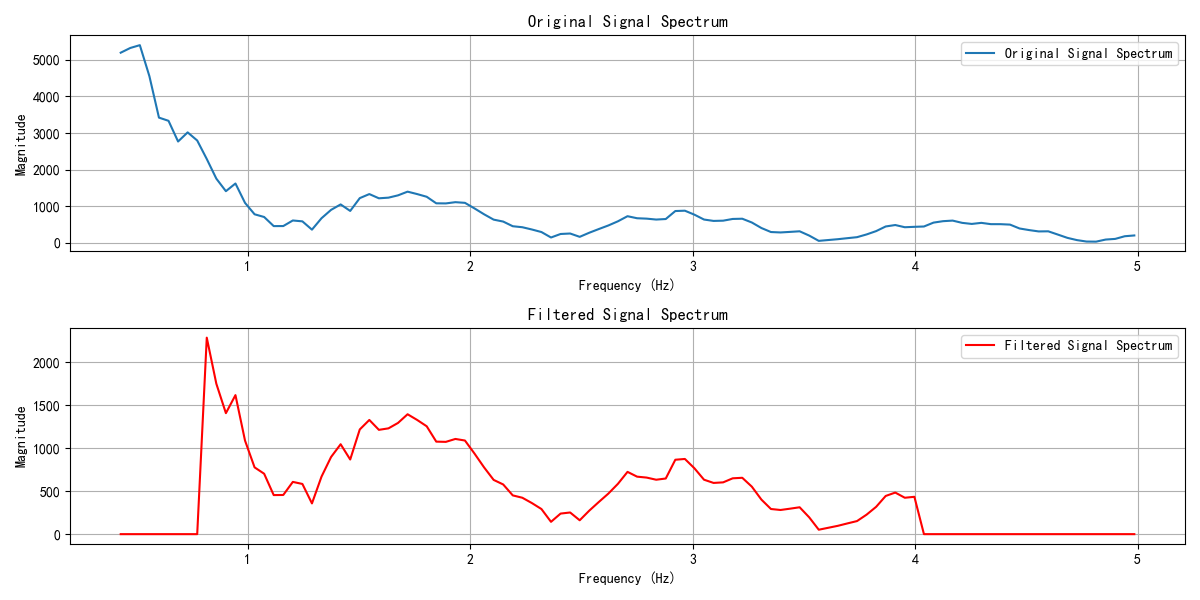 Original Signal Spectrum
Original Signal Spectrum
Magnitude
5000
4000
3000
2000
1000
0
1 2 3 4 5
Frequency (Hz)
Filtered Signal Spectrum
Filtered Signal Spectrum
Magnitude
2000
1500
1000
500
0
1 2 3 4 5
Frequency (Hz)